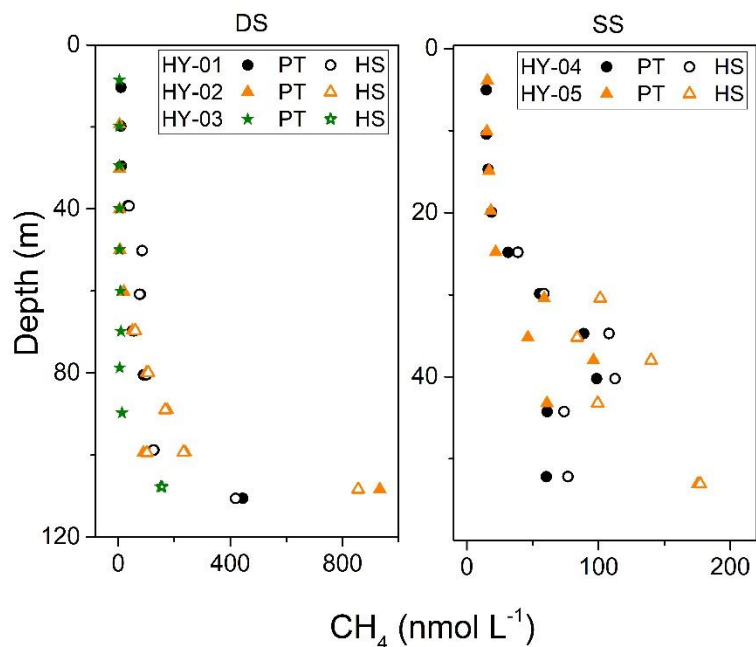 DS
SS
HY-01 PT HS
HY-02 PT HS
HY-03 PT HS
HY-04 PT HS
HY-05 PT HS
0
40
80
120
0
20
40
Depth (m)
0 400 800
0 100 200
CH₄ (nmol L⁻¹)